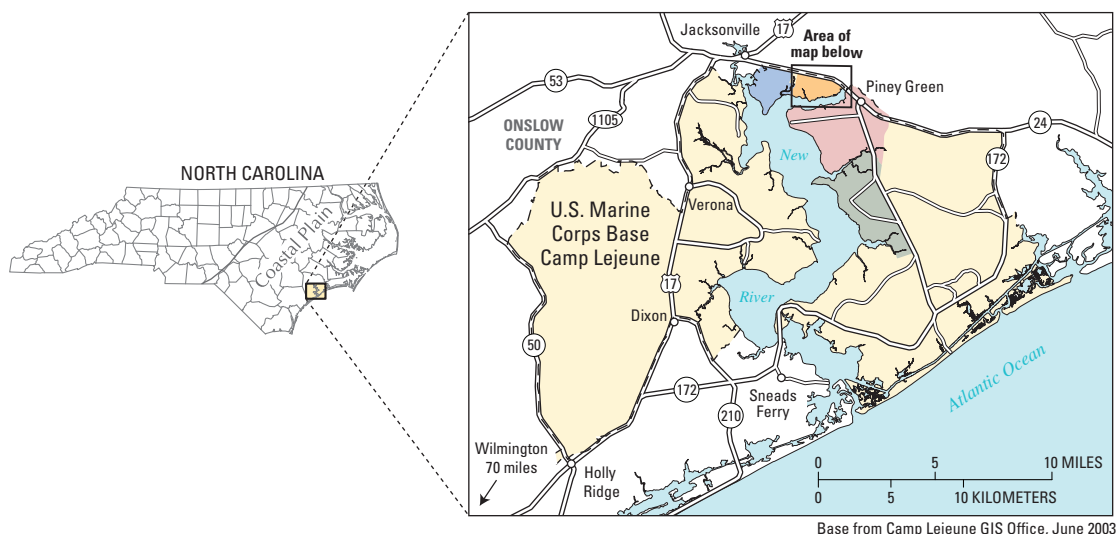 NORTH CAROLINA
Coastal Plain
Jacksonville
17
Area of
map below
53
Piney Green
1105
ONSLOW
COUNTY
24
172
New
Verona
U.S. Marine
Corps Base
Camp Lejeune
17
River
Dixon
50
Atlantic Ocean
172
Sneads
Ferry
210
Wilmington
70 miles
Holly
Ridge
0 5 10 MILES
0 5 10 KILOMETERS
Base from Camp Lejeune GIS Office, June 2003